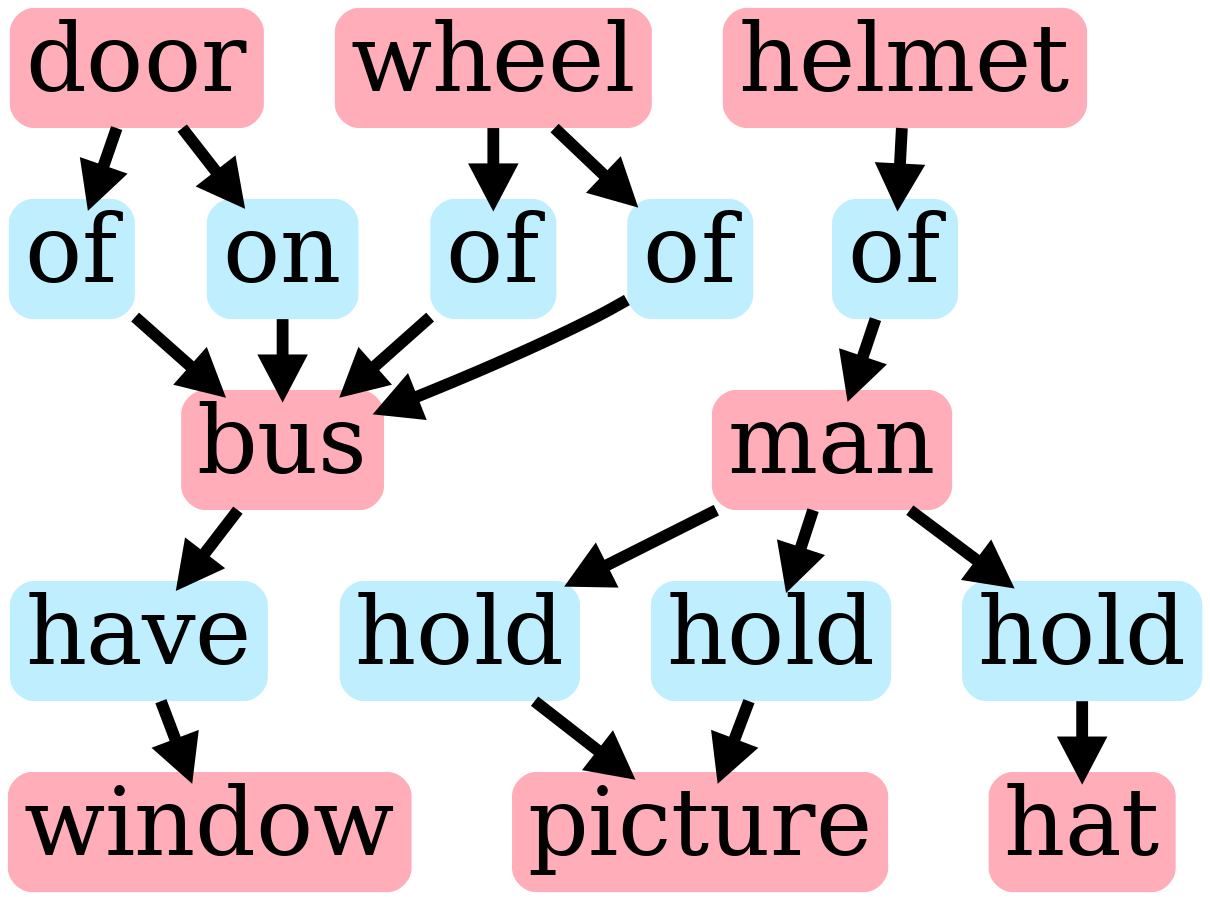 door wheel helmet
of on of of of
bus man
have hold hold hold
window picture hat